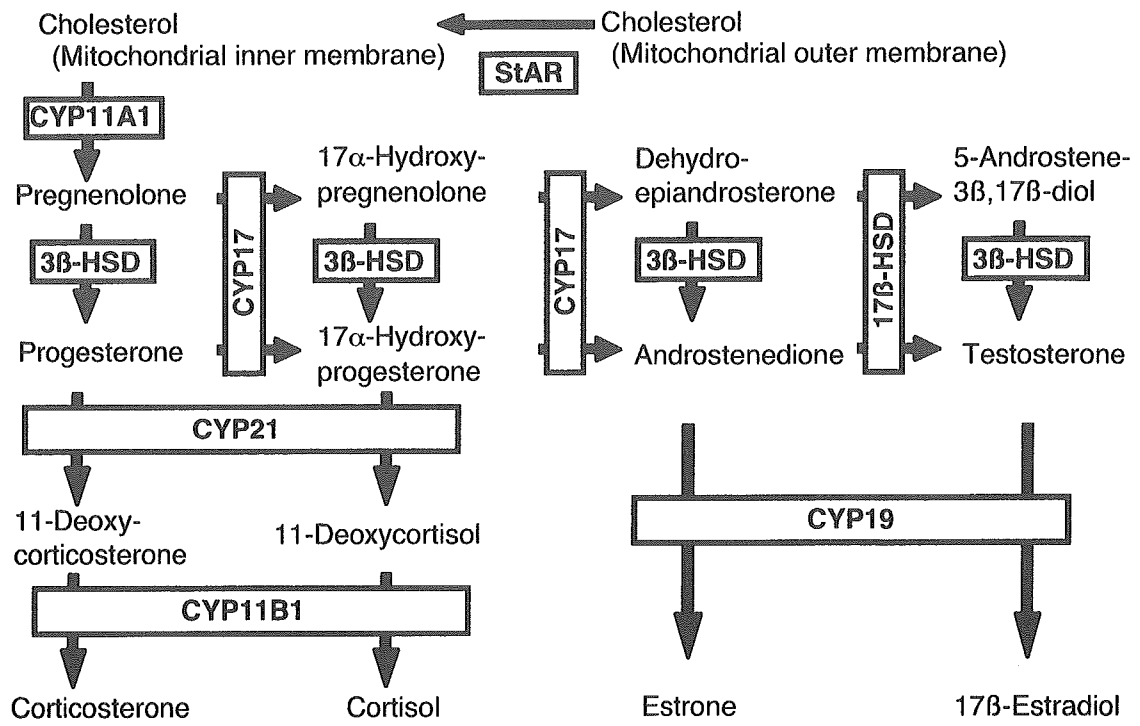 Cholesterol
(Mitochondrial inner membrane)
Cholesterol
(Mitochondrial outer membrane)
StAR
CYP11A1
Pregnenolone
17α-Hydroxy-
pregnenolone
Dehydro-
epiandrosterone
5-Androstene-
3ß,17ß-diol
CYP17
CYP17
17ß-HSD
3ß-HSD
3ß-HSD
3ß-HSD
3ß-HSD
Progesterone
17α-Hydroxy-
progesterone
Androstenedione
Testosterone
CYP21
11-Deoxy-
corticosterone
11-Deoxycortisol
CYP19
CYP11B1
Corticosterone
Cortisol
Estrone
17ß-Estradiol